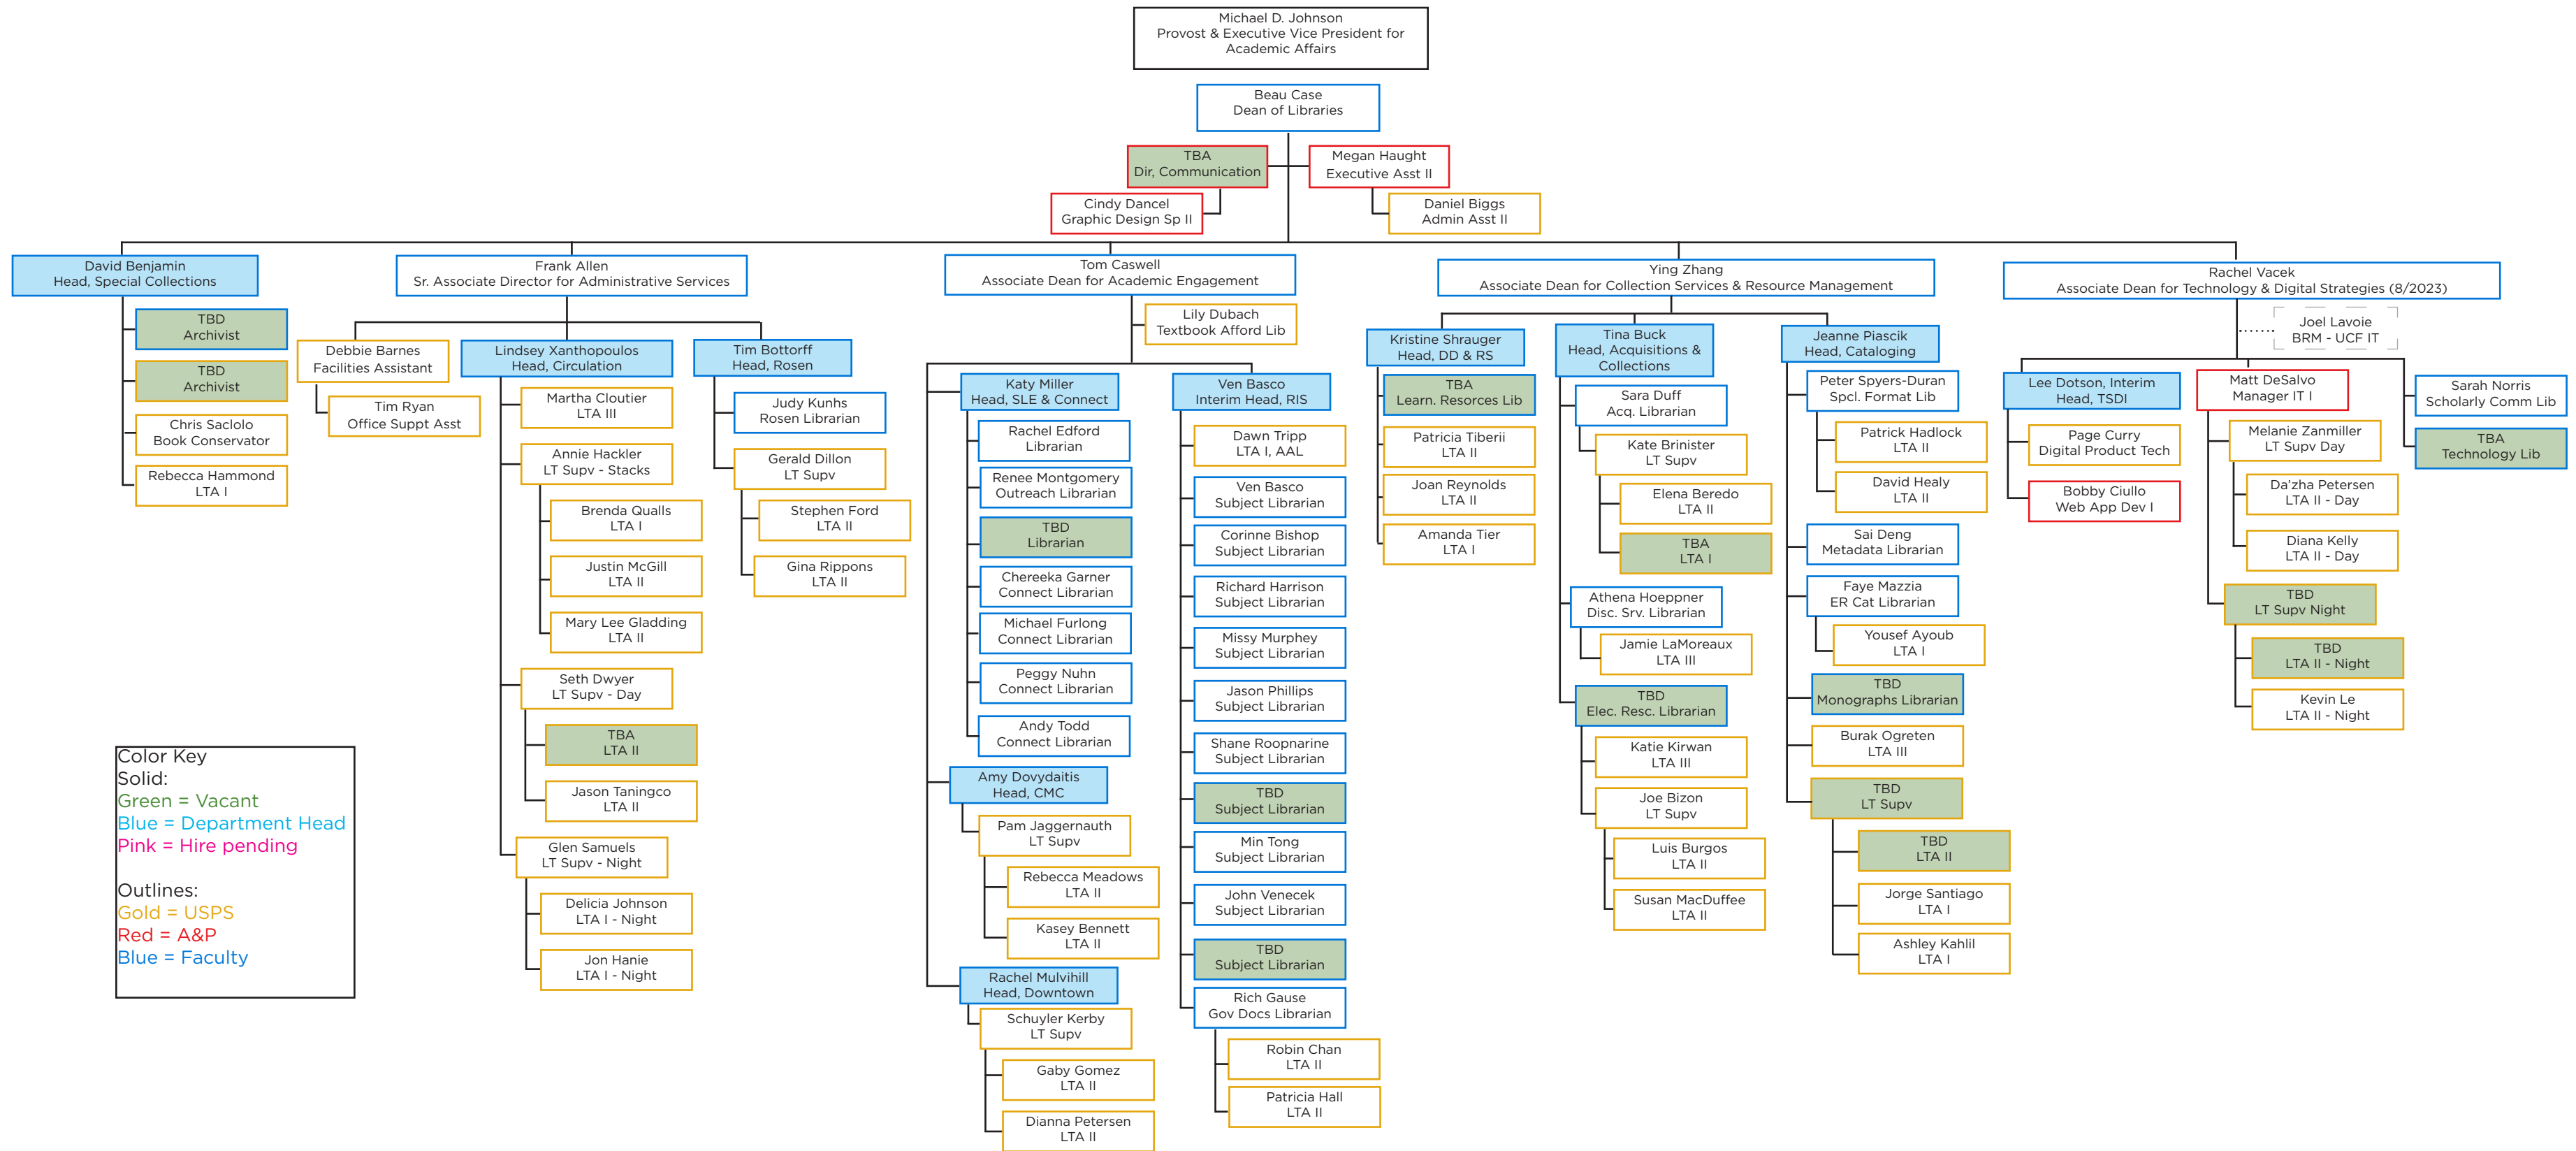 Michael D. Johnson
Provost & Executive Vice President for
Academic Affairs
Beau Case
Dean of Libraries
TBA
Dir, Communication
Megan Haught
Executive Asst II
Cindy Dancel
Graphic Design Sp II
Daniel Biggs
Admin Asst II
David Benjamin
Head, Special Collections
TBD
Archivist
TBD
Archivist
Chris Saclolo
Book Conservator
Rebecca Hammond
LTA I
Frank Allen
Sr. Associate Director for Administrative Services
Debbie Barnes
Facilities Assistant
Tim Ryan
Office Suppt Asst
Lindsey Xanthopoulos
Head, Circulation
Martha Cloutier
LTA III
Annie Hackler
LT Supv - Stacks
Brenda Qualls
LTA I
Justin McGill
LTA II
Mary Lee Gladding
LTA II
Seth Dwyer
LT Supv - Day
TBA
LTA II
Jason Taningco
LTA II
Glen Samuels
LT Supv - Night
Delicia Johnson
LTA I - Night
Jon Hanie
LTA I - Night
Tim Bottorff
Head, Rosen
Judy Kunhs
Rosen Librarian
Gerald Dillon
LT Supv
Stephen Ford
LTA II
Gina Rippons
LTA II
Tom Caswell
Associate Dean for Academic Engagement
Lily Dubach
Textbook Afford Lib
Katy Miller
Head, SLE & Connect
Rachel Edford
Librarian
Renee Montgomery
Outreach Librarian
TBD
Librarian
Chereeka Garner
Connect Librarian
Michael Furlong
Connect Librarian
Peggy Nuhn
Connect Librarian
Andy Todd
Connect Librarian
Amy Dovydaitis
Head, CMC
Pam Jaggernauth
LT Supv
Rebecca Meadows
LTA II
Kasey Bennett
LTA II
Rachel Mulvihill
Head, Downtown
Schuyler Kerby
LT Supv
Gaby Gomez
LTA II
Dianna Petersen
LTA II
Ven Basco
Interim Head, RIS
Dawn Tripp
LTA I, AAL
Ven Basco
Subject Librarian
Corinne Bishop
Subject Librarian
Richard Harrison
Subject Librarian
Missy Murphey
Subject Librarian
Jason Phillips
Subject Librarian
Shane Roopnarine
Subject Librarian
TBD
Subject Librarian
Min Tong
Subject Librarian
John Venecek
Subject Librarian
TBD
Subject Librarian
Rich Gause
Gov Docs Librarian
Robin Chan
LTA II
Patricia Hall
LTA II
Ying Zhang
Associate Dean for Collection Services & Resource Management
Kristine Shrauger
Head, DD & RS
TBA
Learn. Resorces Lib
Patricia Tiberii
LTA II
Joan Reynolds
LTA II
Amanda Tier
LTA I
Tina Buck
Head, Acquisitions &
Collections
Sara Duff
Acq. Librarian
Kate Brinister
LT Supv
Elena Beredo
LTA II
TBA
LTA I
Athena Hoeppner
Disc. Srv. Librarian
Jamie LaMoreaux
LTA III
TBD
Elec. Resc. Librarian
Katie Kirwan
LTA III
Joe Bizon
LT Supv
Luis Burgos
LTA II
Susan MacDuffee
LTA II
Jeanne Piascik
Head, Cataloging
Peter Spyers-Duran
Spcl. Format Lib
Patrick Hadlock
LTA II
David Healy
LTA II
Sai Deng
Metadata Librarian
Faye Mazzia
ER Cat Librarian
Yousef Ayoub
LTA I
TBD
Monographs Librarian
Burak Ogreten
LTA III
TBD
LT Supv
TBD
LTA II
Jorge Santiago
LTA I
Ashley Kahlil
LTA I
Rachel Vacek
Associate Dean for Technology & Digital Strategies (8/2023)
Joel Lavoie
BRM - UCF IT
Lee Dotson, Interim
Head, TSDI
Page Curry
Digital Product Tech
Bobby Ciullo
Web App Dev I
Matt DeSalvo
Manager IT I
Melanie Zanmiller
LT Supv Day
Da'zha Petersen
LTA II - Day
Diana Kelly
LTA II - Day
TBD
LT Supv Night
TBD
LTA II - Night
Kevin Le
LTA II - Night
Sarah Norris
Scholarly Comm Lib
TBA
Technology Lib
Color Key
Solid:
Green = Vacant
Blue = Department Head
Pink = Hire pending
Outlines:
Gold = USPS
Red = A&P
Blue = Faculty